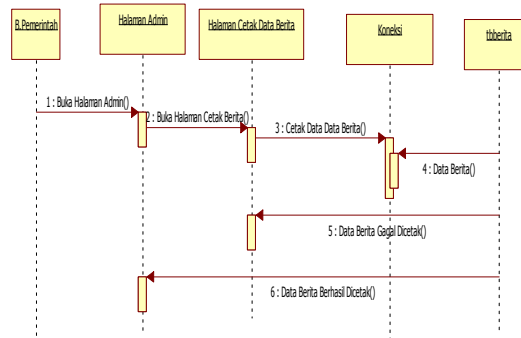 B.Pemerintah
Halaman Admin
Halaman Cetak Data Berita
Koneksi
tbberita
1 : Buka Halaman Admin()
2 : Buka Halaman Cetak Berita()
3 : Cetak Data Data Berita()
4 : Data Berita()
5 : Data Berita Gagal Dicetak()
6 : Data Berita Berhasil Dicetak()